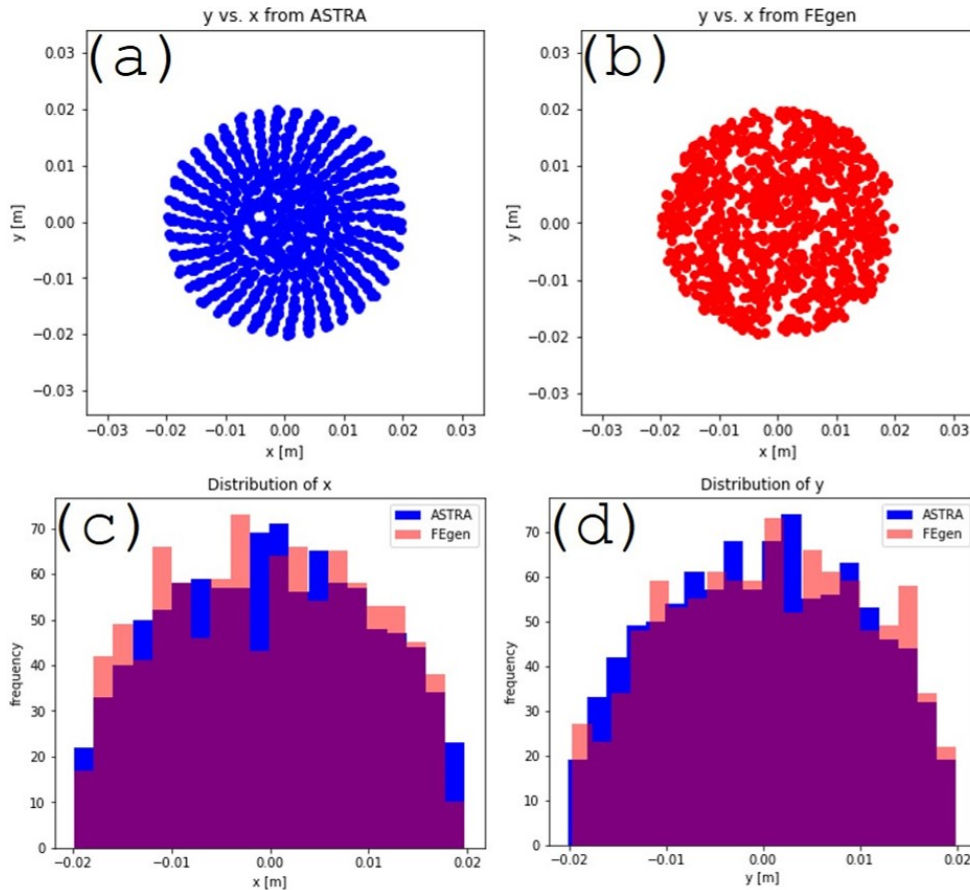 y vs. x from ASTRA
(a)
0.03
0.02
0.01
0.00
−0.01
−0.02
−0.03
y [m]
−0.03 −0.02 −0.01 0.00 0.01 0.02 0.03
x [m]
y vs. x from FEgen
(b)
0.03
0.02
0.01
0.00
−0.01
−0.02
−0.03
y [m]
−0.03 −0.02 −0.01 0.00 0.01 0.02 0.03
x [m]
Distribution of x
(c)
ASTRA
FEgen
70
60
50
40
30
20
10
0
frequency
−0.02 −0.01 0.00 0.01 0.02
x [m]
Distribution of y
(d)
ASTRA
FEgen
70
60
50
40
30
20
10
0
frequency
−0.02 −0.01 0.00 0.01 0.02
y [m]